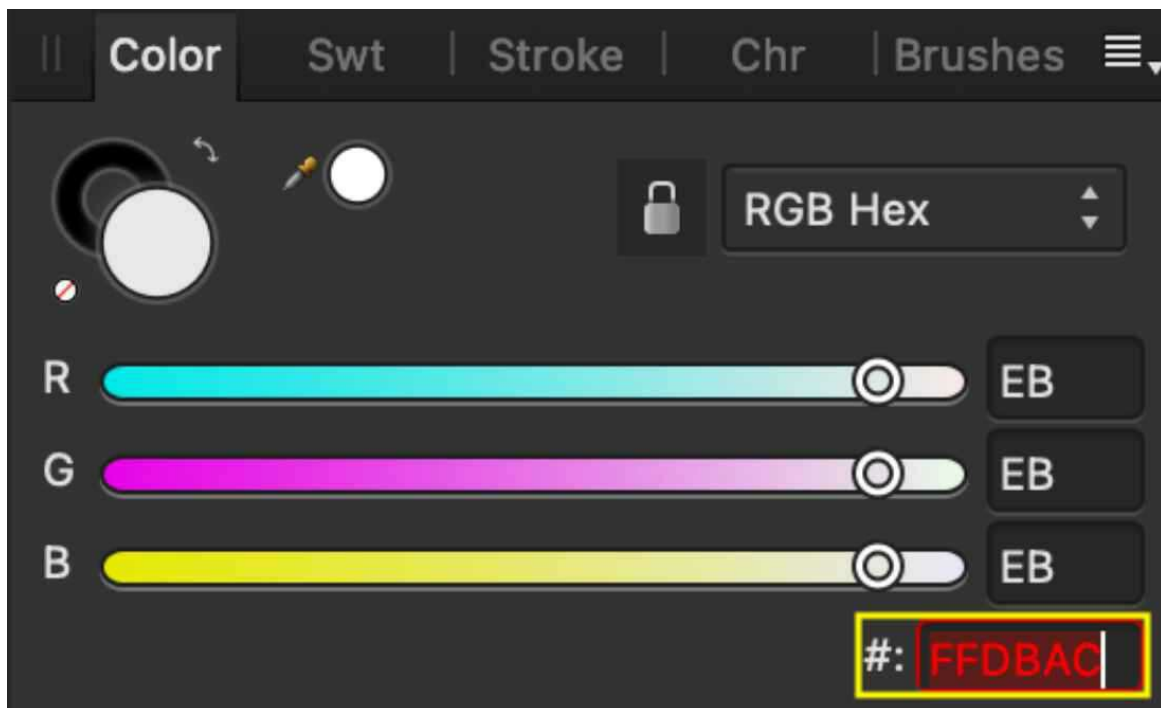 Color Swt Stroke Chr Brushes
RGB Hex
R EB
G EB
B EB
#: FFDBAC